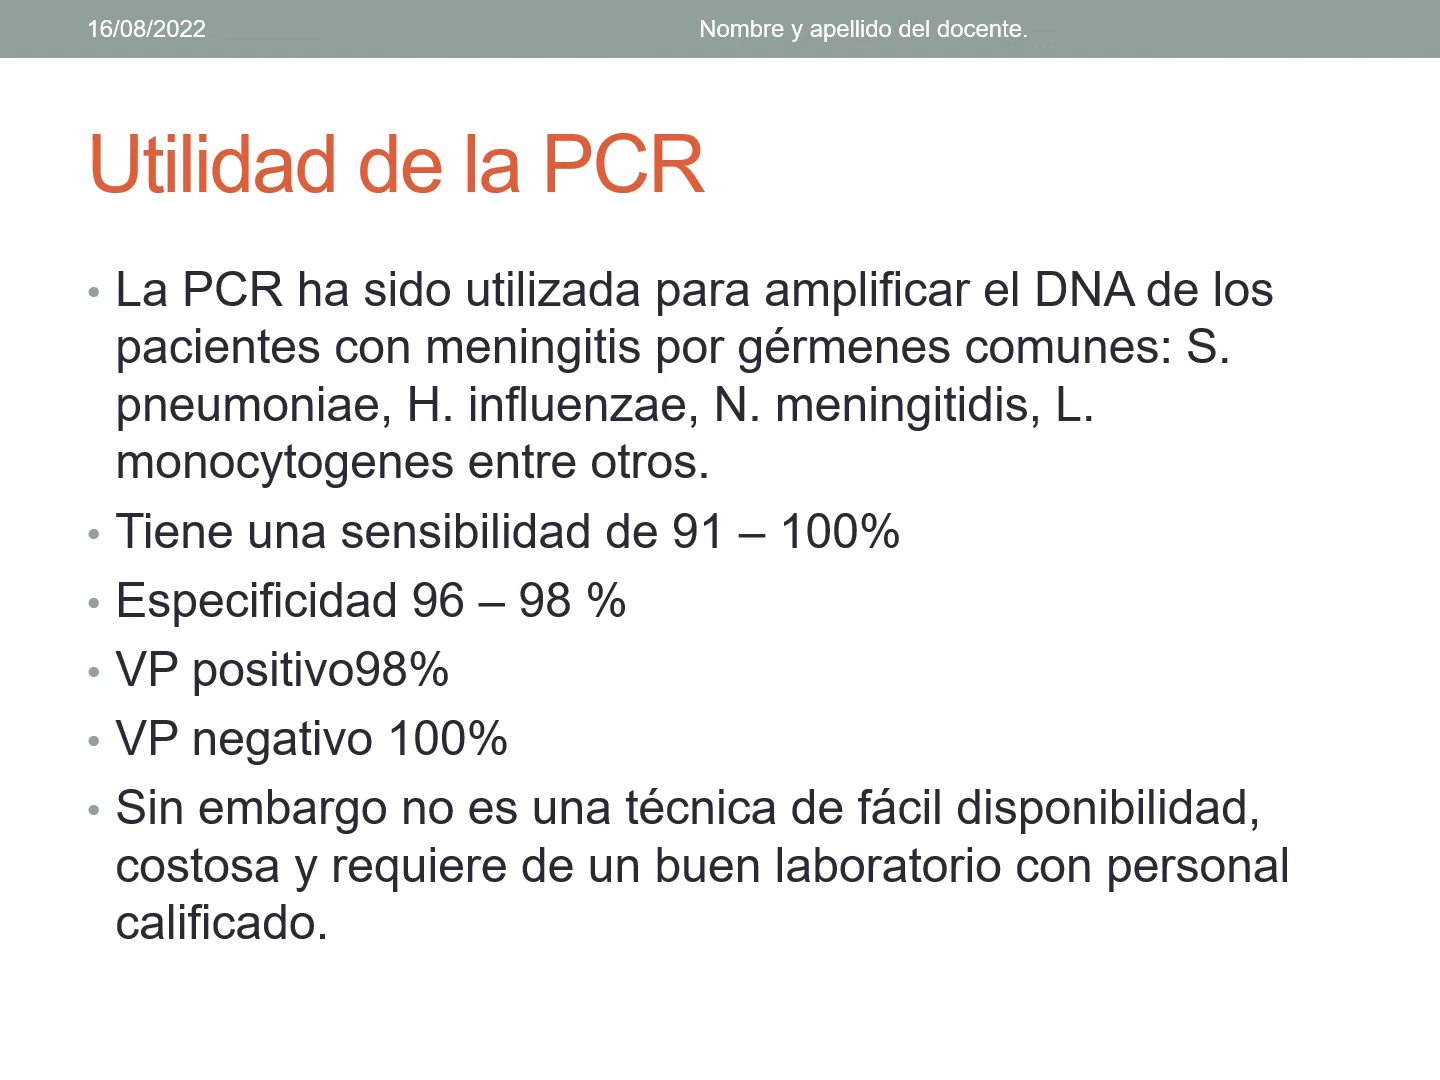 16/08/2022
Nombre y apellido del docente.
Utilidad de la PCR
• La PCR ha sido utilizada para amplificar el DNA de los
pacientes con meningitis por gérmenes comunes: S.
pneumoniae, H. influenzae, N. meningitidis, L.
monocytogenes entre otros.
• Tiene una sensibilidad de 91 – 100%
• Especificidad 96 – 98 %
• VP positivo98%
• VP negativo 100%
• Sin embargo no es una técnica de fácil disponibilidad,
costosa y requiere de un buen laboratorio con personal
calificado.